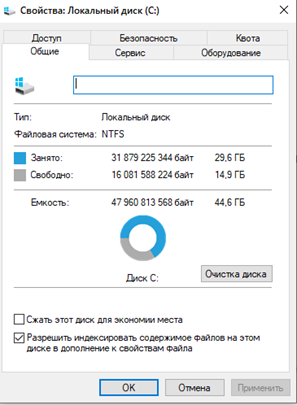 Свойства: Локальный диск (C:)
Доступ Безопасность Квота
Общие Сервис Оборудование
Тип: Локальный диск
Файловая система: NTFS
Занято: 31 879 225 344 байт 29,6 ГБ
Свободно: 16 081 588 224 байт 14,9 ГБ
Емкость: 47 960 813 568 байт 44,6 ГБ
Диск C: Очистка диска
Сжать этот диск для экономии места
Разрешить индексировать содержимое файлов на этом
диске в дополнение к свойствам файла
OK Отмена Применить